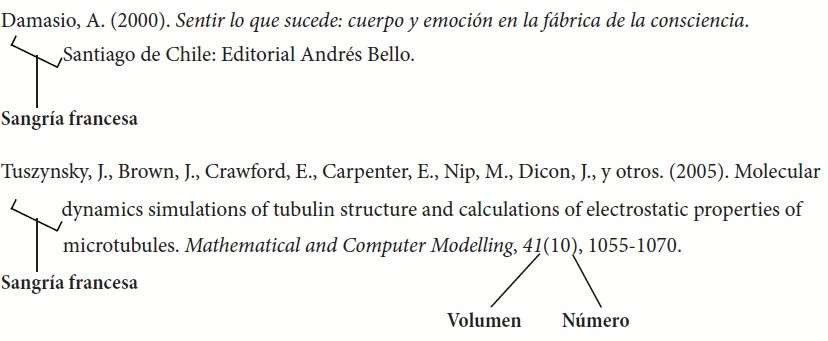 Damasio, A. (2000). Sentir lo que sucede: cuerpo y emoción en la fábrica de la consciencia.
Santiago de Chile: Editorial Andrés Bello.
Sangría francesa
Tuszynsky, J., Brown, J., Crawford, E., Carpenter, E., Nip, M., Dicon, J., y otros. (2005). Molecular
dynamics simulations of tubulin structure and calculations of electrostatic properties of
microtubules. Mathematical and Computer Modelling, 41(10), 1055-1070.
Sangría francesa
Volumen Número